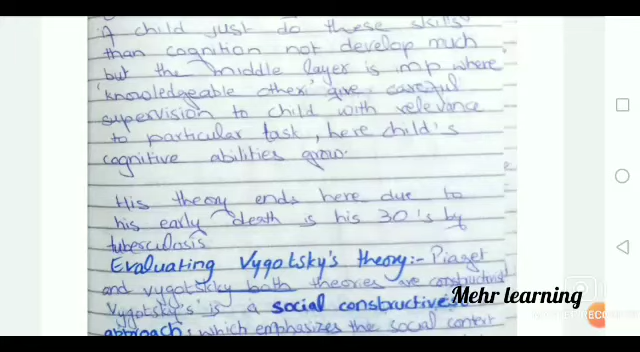 A child just do these skills
than cognition not develop much
but the middle layer is imp where
'knowledgeable other' give careful
supervision to child with relevance
to particular task, here child's
cognitive abilities grow.
His theory ends here due to
his early death is his 30's by
tuberculosis
Evaluating Vygotsky's theory:- Piaget
and vygotsky both theories are constructivist
Vygotsky's is a social constructive
approach, which emphasizes the social context
Mehr learning